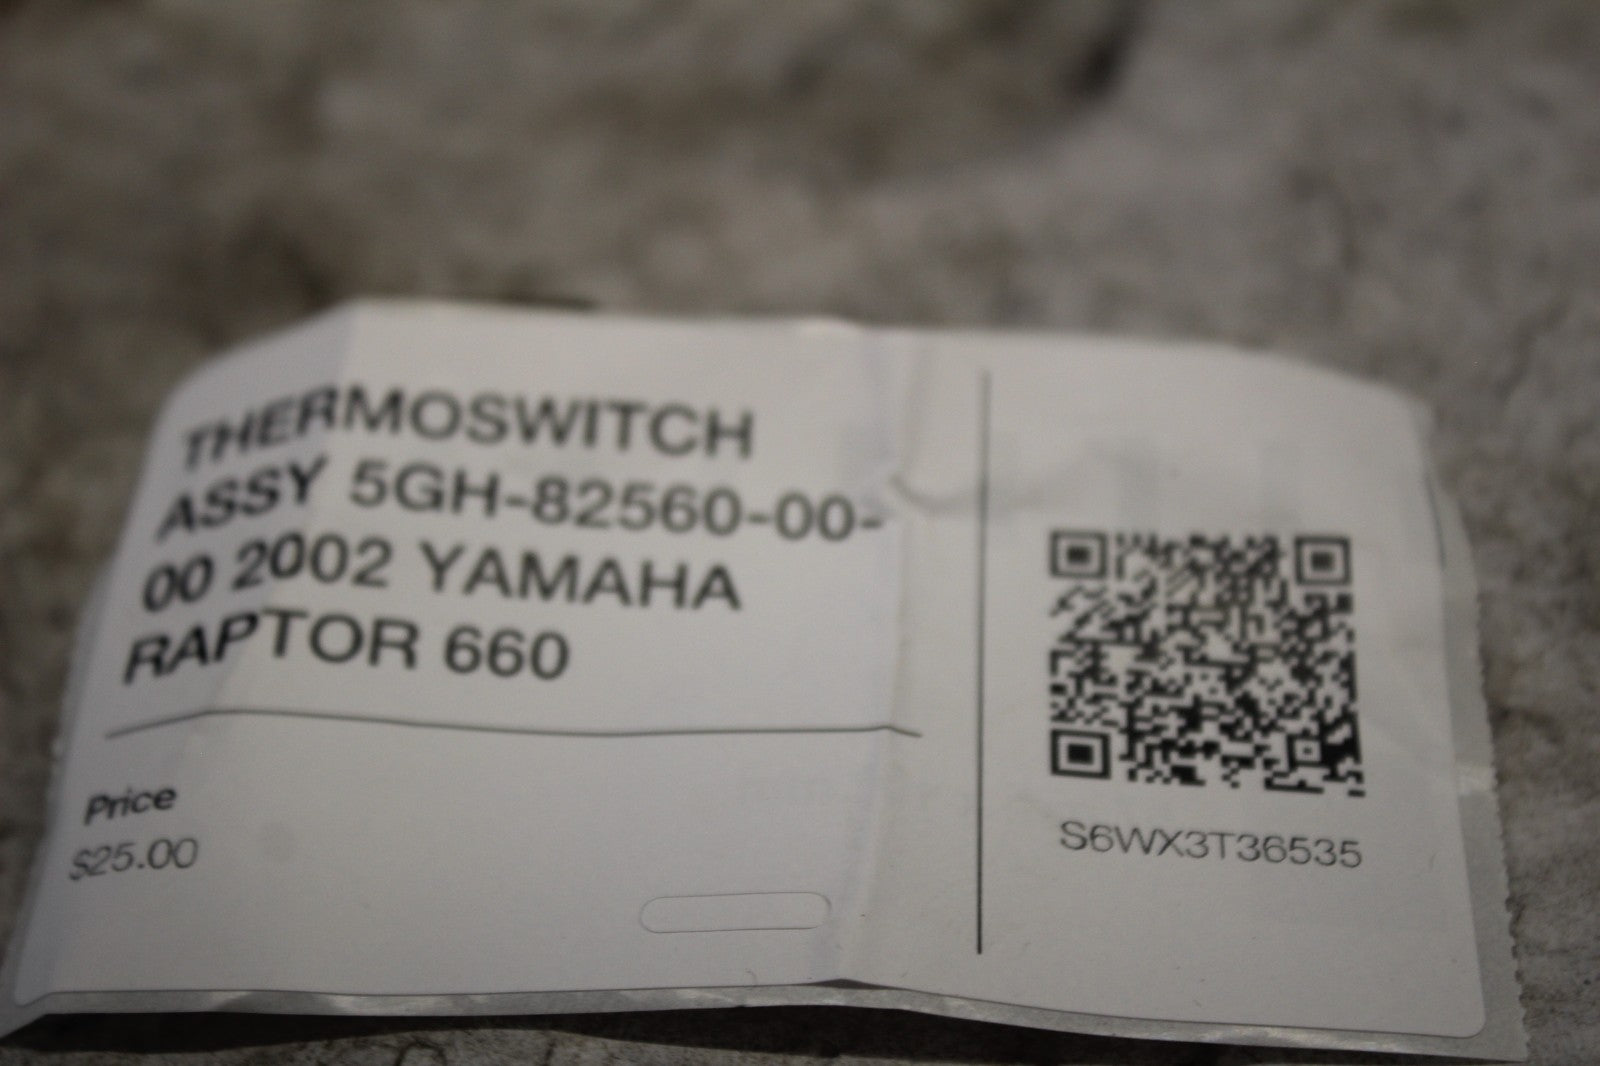 THERMOSWITCH
ASSY 5GH-82560-00-
00 2002 YAMAHA
RAPTOR 660
Price
$25.00
S6WX3T36535